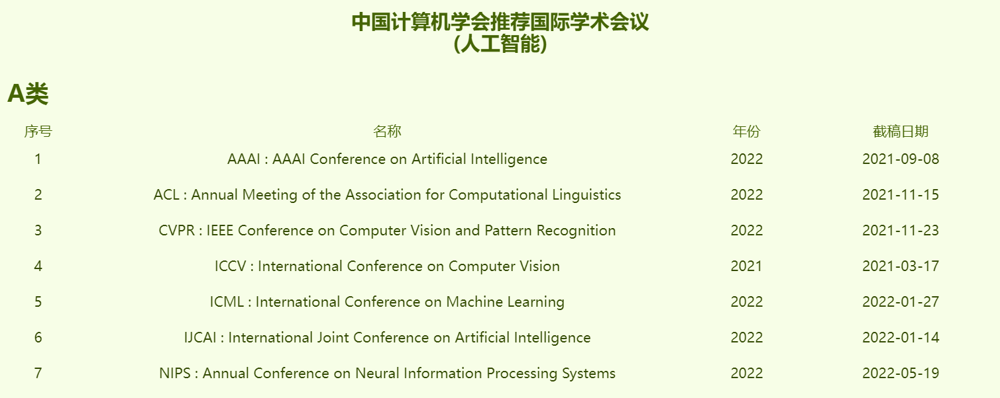 中国计算机学会推荐国际学术会议
(人工智能)
A类
序号 名称 年份 截稿日期
1 AAAI : AAAI Conference on Artificial Intelligence 2022 2021-09-08
2 ACL : Annual Meeting of the Association for Computational Linguistics 2022 2021-11-15
3 CVPR : IEEE Conference on Computer Vision and Pattern Recognition 2022 2021-11-23
4 ICCV : International Conference on Computer Vision 2021 2021-03-17
5 ICML : International Conference on Machine Learning 2022 2022-01-27
6 IJCAI : International Joint Conference on Artificial Intelligence 2022 2022-01-14
7 NIPS : Annual Conference on Neural Information Processing Systems 2022 2022-05-19